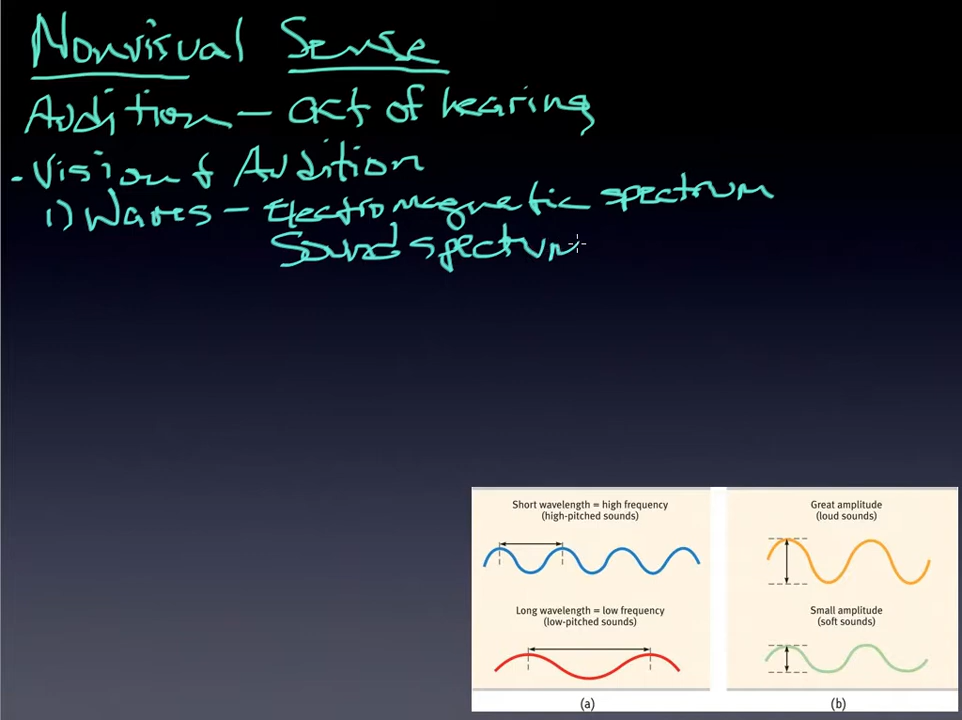 Nonvisual Sense
Audition – act of hearing
- Vision & Audition
1) Waves – Electromagnetic spectrum
Sound spectrum
Short wavelength = high frequency
(high-pitched sounds)
Long wavelength = low frequency
(low-pitched sounds)
(a)
Great amplitude
(loud sounds)
Small amplitude
(soft sounds)
(b)